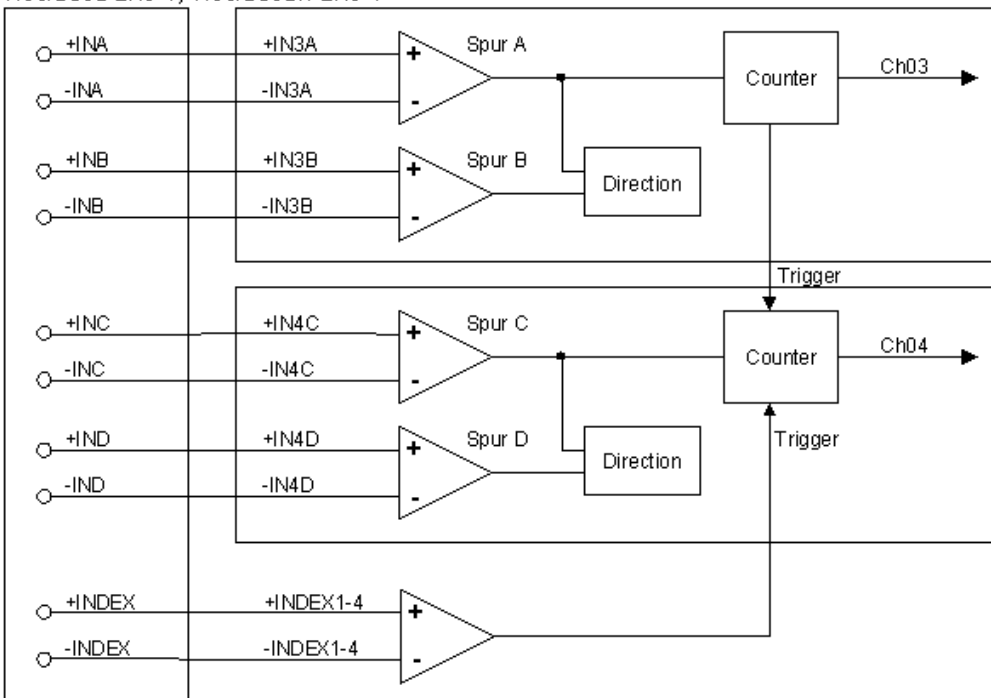 +INA +IN3A Spur A
-INA -IN3A
Counter Ch03
+INB +IN3B Spur B
-INB -IN3B
Direction
Trigger
+INC +IN4C Spur C
-INC -IN4C
Counter Ch04
+IND +IN4D Spur D
-IND -IN4D
Direction
Trigger
+INDEX +INDEX1-4
-INDEX -INDEX1-4
+
-
+
-
+
-
+
-
+
-